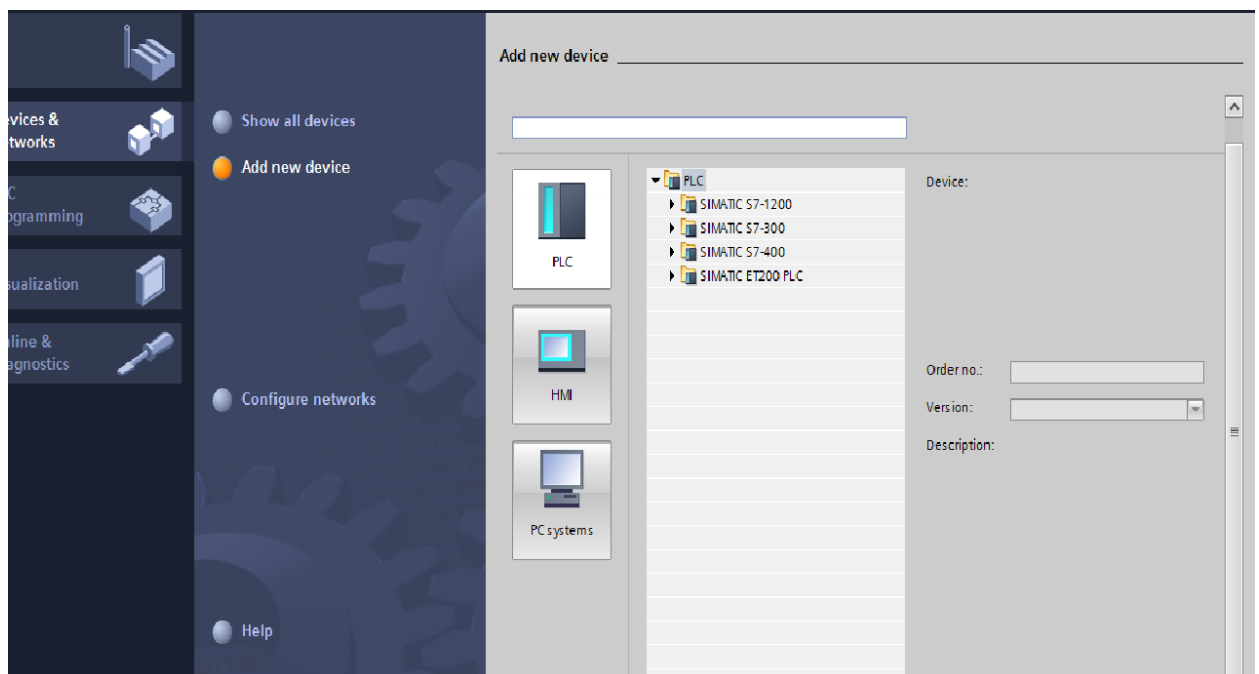 Add new device
vices &
tworks
Show all devices
Add new device
PLC
SIMATIC S7-1200
SIMATIC S7-300
SIMATIC S7-400
SIMATIC ET200 PLC
Device:
C
ogramming
PLC
sualization
line &
agnostics
HMI
Order no.:
Version:
Description:
Configure networks
PC systems
Help